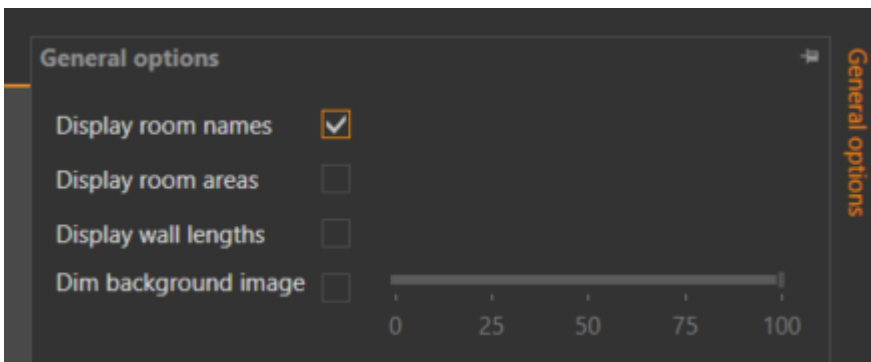 General options
Display room names
Display room areas
Display wall lengths
Dim background image
0 25 50 75 100
General options